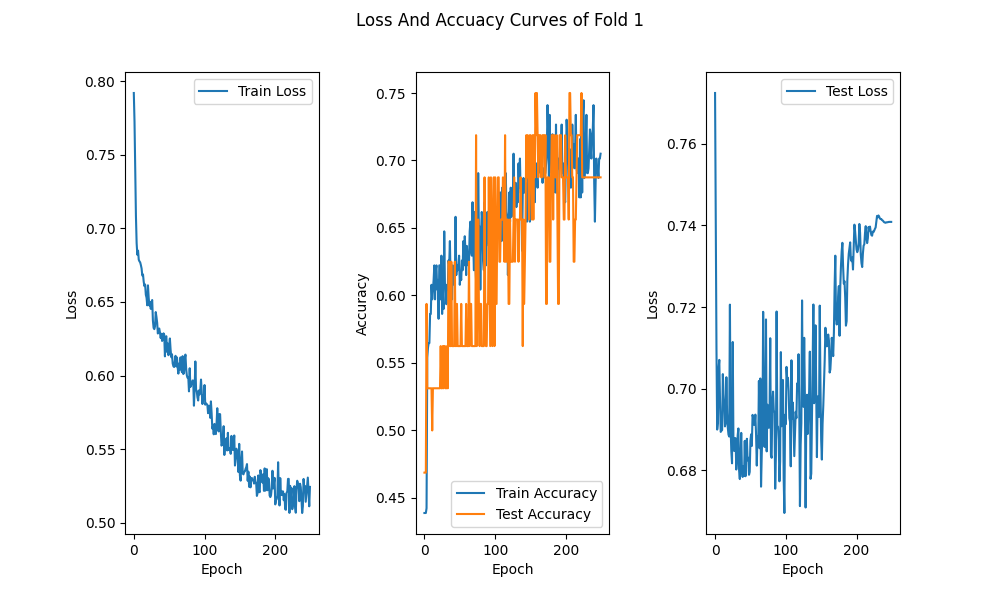 Loss And Accuacy Curves of Fold 1
Train Loss
0.80
0.75
0.70
0.65
0.60
0.55
0.50
Loss
0
100
200
Epoch
0.75
0.70
0.65
0.60
0.55
0.50
0.45
Accuracy
Train Accuracy
Test Accuracy
0
100
200
Epoch
Test Loss
0.76
0.74
0.72
0.70
0.68
Loss
0
100
200
Epoch